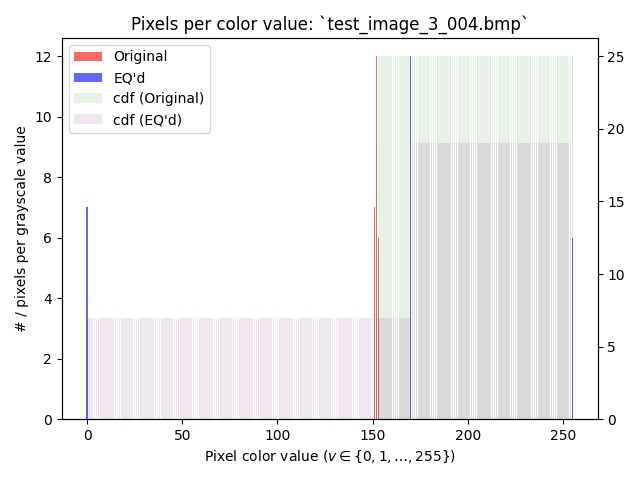 Pixels per color value: `test_image_3_004.bmp`
Original
EQ'd
cdf (Original)
cdf (EQ'd)
# / pixels per grayscale value
12
10
8
6
4
2
0
25
20
15
10
5
0
0
50
100
150
200
250
Pixel color value (v ∈ {0, 1, ..., 255})